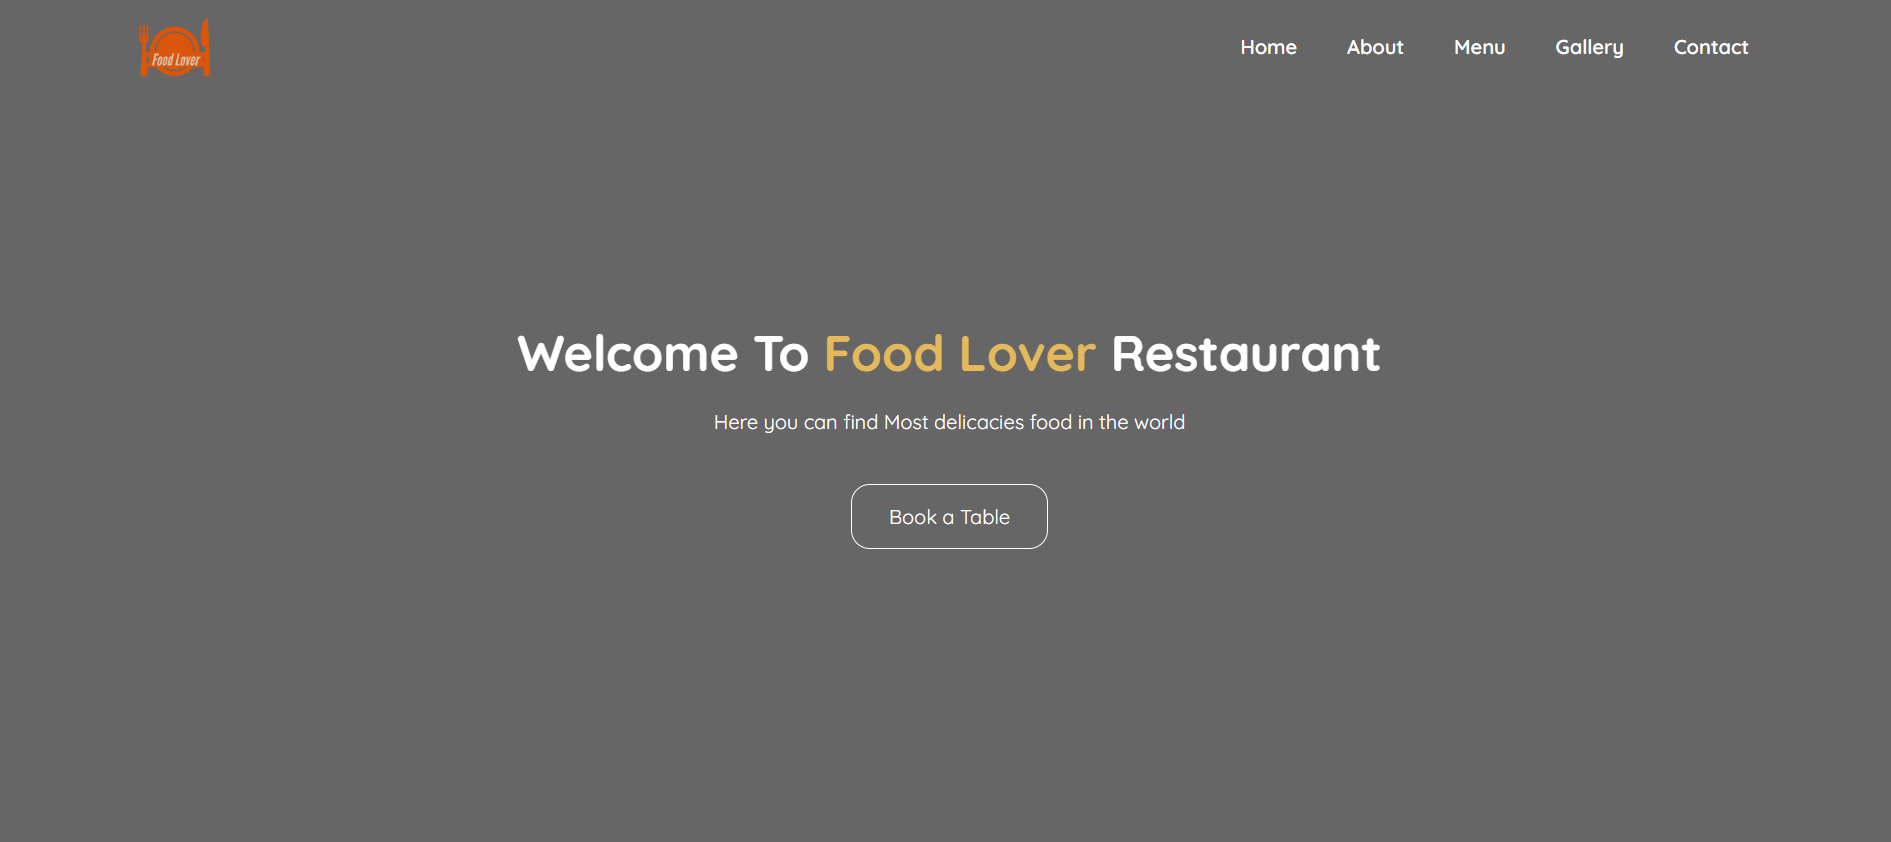 Food Lover
Home About Menu Gallery Contact
Welcome To Food Lover Restaurant
Here you can find Most delicacies food in the world
Book a Table